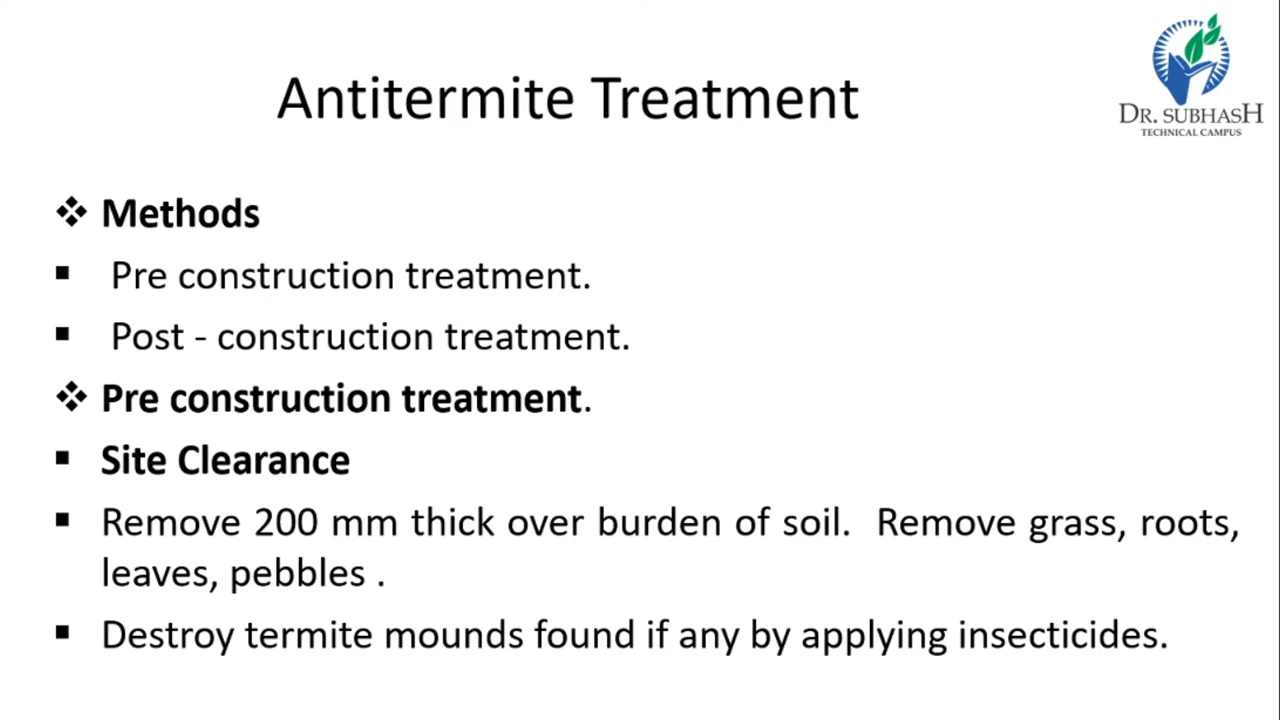 Antitermite Treatment
DR. SUBHASH
TECHNICAL CAMPUS
❖ Methods
▪ Pre construction treatment.
▪ Post - construction treatment.
❖ Pre construction treatment.
▪ Site Clearance
▪ Remove 200 mm thick over burden of soil. Remove grass, roots,
leaves, pebbles .
▪ Destroy termite mounds found if any by applying insecticides.